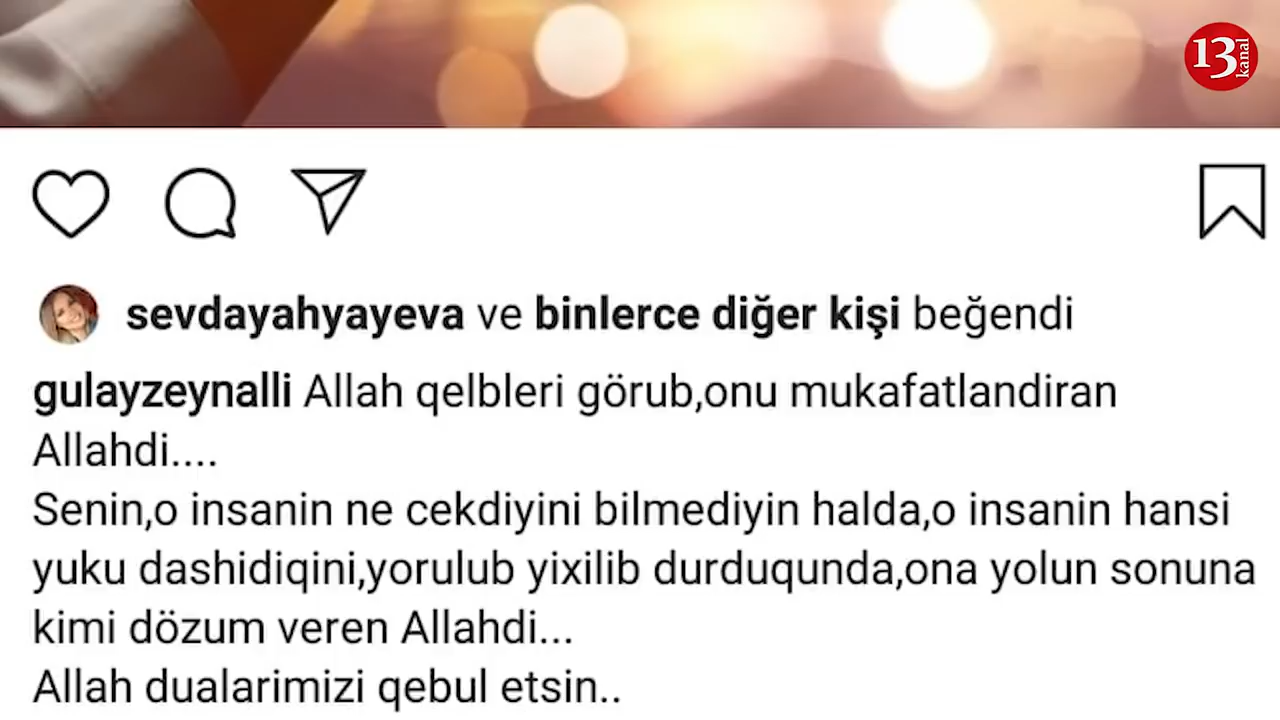 13
kanal
sevdayahyayeva ve binlerce diğer kişi beğendi
gulayzeynalli Allah qelbleri görub,onu mukafatlandiran
Allahdi....
Senin,o insanin ne cekdiyini bilmediyin halda,o insanin hansi
yuku dashidiqini,yorulub yixilib durduqunda,ona yolun sonuna
kimi dözum veren Allahdi...
Allah dualarimizi qebul etsin..